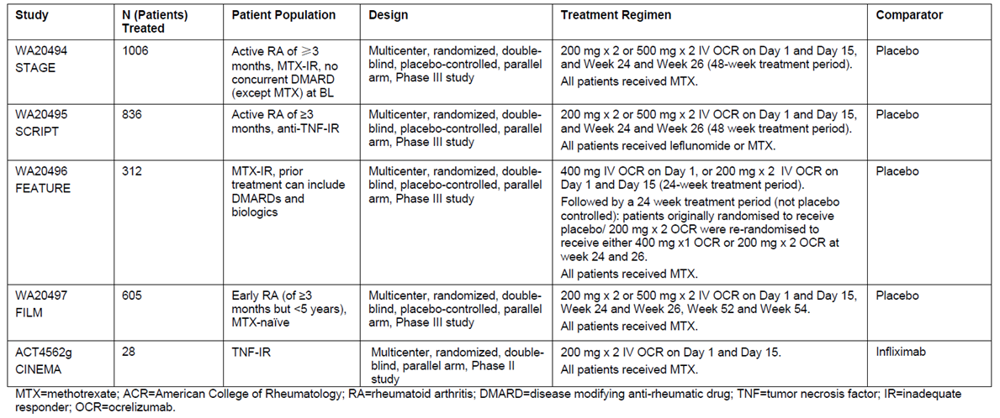 Study N (Patients) Treated Patient Population Design Treatment Regimen Comparator
WA20494 STAGE
1006
Active RA of ≥3
months, MTX-IR, no
concurrent DMARD
(except MTX) at BL
Multicenter, randomized, double-
blind, placebo-controlled, parallel
arm, Phase III study
200 mg x 2 or 500 mg x 2 IV OCR on Day 1 and Day 15,
and Week 24 and Week 26 (48-week treatment period).
All patients received MTX.
Placebo
WA20495
SCRIPT
836
Active RA of ≥3
months, anti-TNF-IR
Multicenter, randomized, double-
blind, placebo-controlled, parallel
arm, Phase III study
200 mg x 2 or 500 mg x 2 IV OCR on Day 1 and Day 15,
and Week 24 and Week 26 (48 week treatment period).
All patients received leflunomide or MTX.
Placebo
WA20496
FEATURE
312
MTX-IR, prior
treatment can include
DMARDs and
biologics
Multicenter, randomized, double-
blind, placebo-controlled, parallel
arm, Phase III study
400 mg IV OCR on Day 1, or 200 mg x 2 IV OCR on
Day 1 and Day 15 (24-week treatment period).
Followed by a 24 week treatment period (not placebo
controlled): patients originally randomised to receive
placebo/ 200 mg x 2 OCR were re-randomised to
receive either 400 mg x1 OCR or 200 mg x 2 OCR at
week 24 and 26.
All patients received MTX.
Placebo
WA20497
FILM
605
Early RA (of ≥3
months but <5 years),
MTX-naïve
Multicenter, randomized, double-
blind, placebo-controlled, parallel
arm, Phase III study
200 mg x 2 or 500 mg x 2 IV OCR on Day 1 and Day 15,
Week 24 and Week 26, Week 52 and Week 54.
All patients received MTX.
Placebo
ACT4562g
CINEMA
28
TNF-IR
Multicenter, randomized, double-
blind, parallel arm, Phase II
study
200 mg x 2 IV OCR on Day 1 and Day 15.
All patients received MTX.
Infliximab
MTX=methotrexate; ACR=American College of Rheumatology; RA=rheumatoid arthritis; DMARD=disease modifying anti-rheumatic drug; TNF=tumor necrosis factor; IR=inadequate
responder; OCR=ocrelizumab.